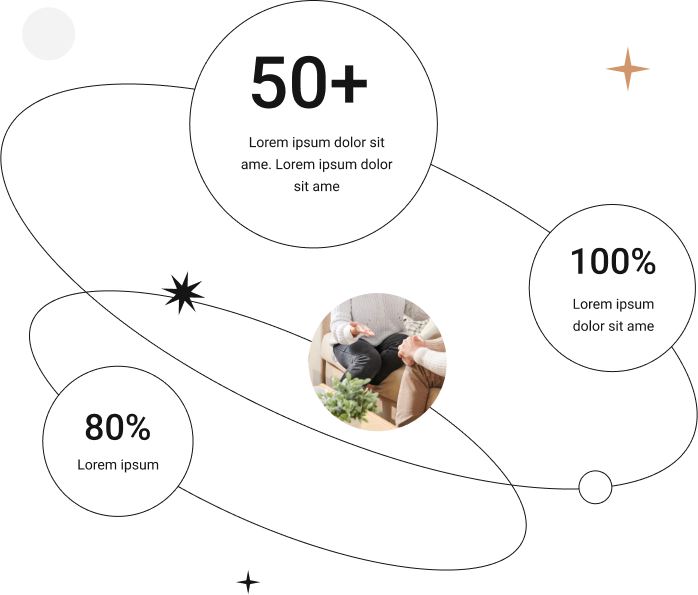 50+
Lorem ipsum dolor sit
ame. Lorem ipsum dolor
sit ame
100%
Lorem ipsum
dolor sit ame
80%
Lorem ipsum